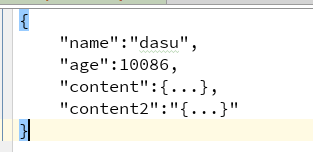 {
    "name":"dasu",
    "age":10086,
    "content":{...},
    "content2":"{...}"
}